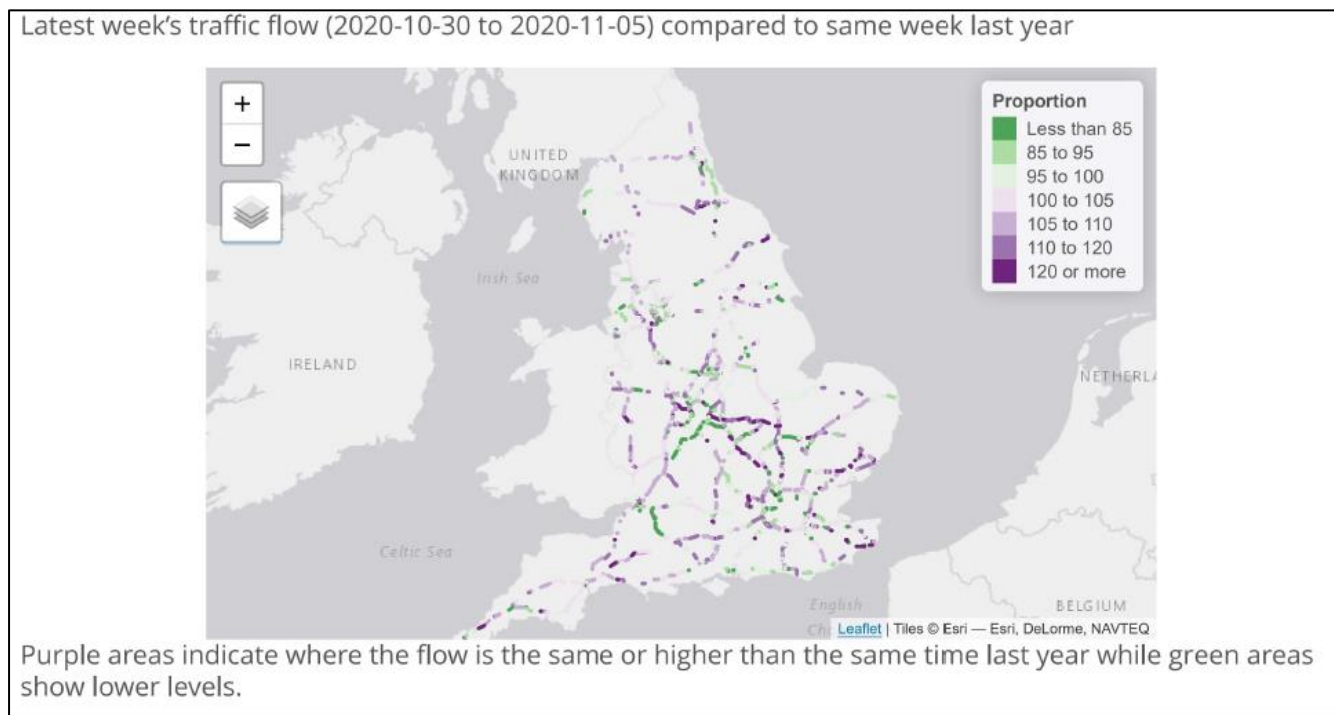 Latest week's traffic flow (2020-10-30 to 2020-11-05) compared to same week last year
+
−
Proportion
Less than 85
85 to 95
95 to 100
100 to 105
105 to 110
110 to 120
120 or more
UNITED
KINGDOM
Irish Sea
IRELAND
NETHERLA
Celtic Sea
English
BELGIUM
Leaflet | Tiles © Esri — Esri, DeLorme, NAVTEQ
Purple areas indicate where the flow is the same or higher than the same time last year while green areas
show lower levels.